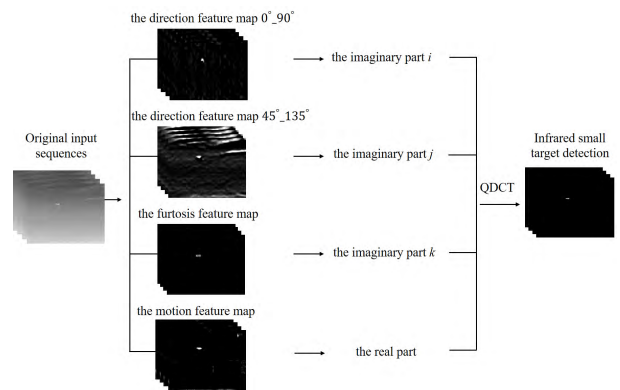 the direction feature map 0°_90°
the imaginary part i
the direction feature map 45°_135°
Original input
sequences
the imaginary part j
Infrared small
target detection
QDCT
the furtosis feature map
the imaginary part k
the motion feature map
the real part